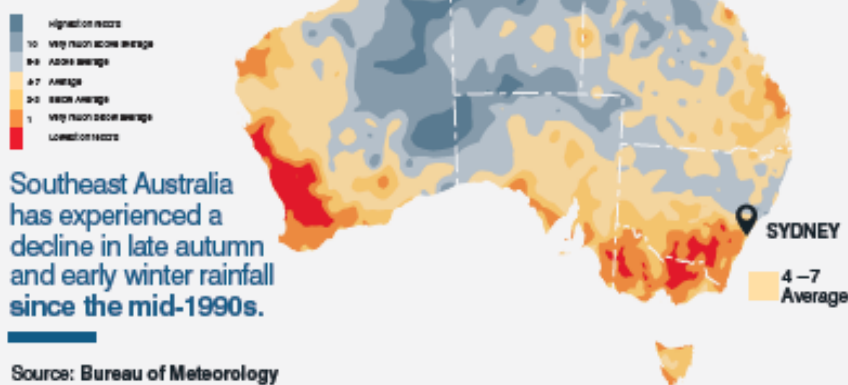 Highest on record
10 Very much above average
8-9 Above average
4-7 Average
2-3 Below Average
1 Very much below average
Lowest on record
Southeast Australia
has experienced a
decline in late autumn
and early winter rainfall
since the mid-1990s.
Source: Bureau of Meteorology
SYDNEY
4 –7
Average